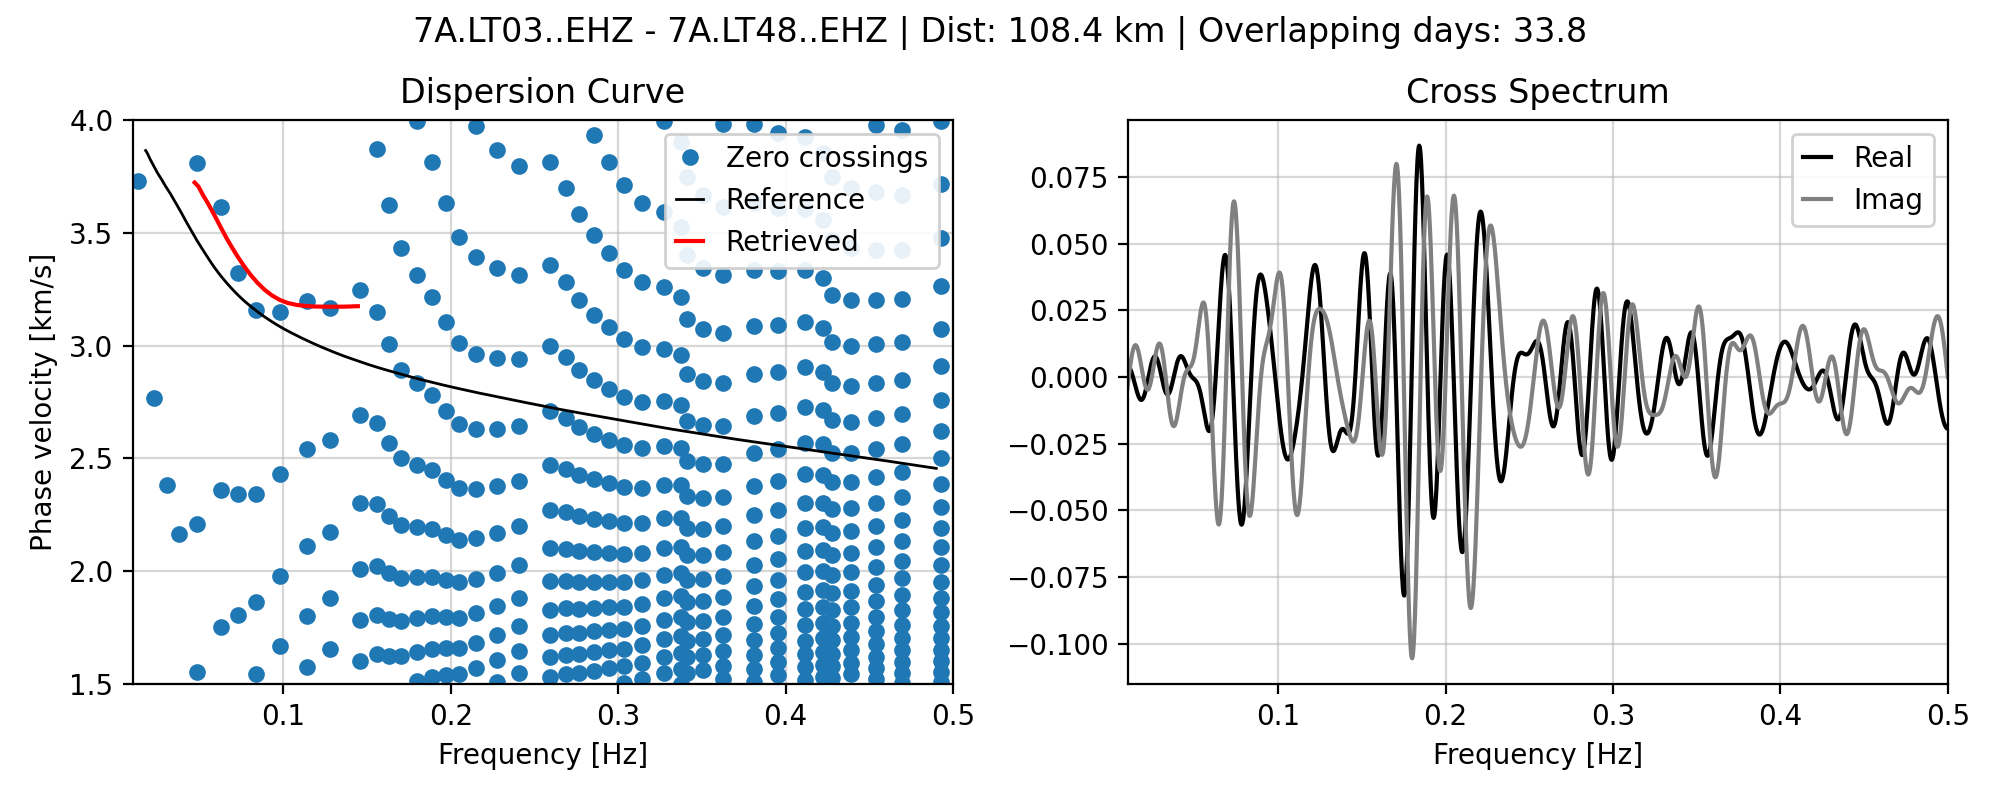 7A.LT03..EHZ - 7A.LT48..EHZ | Dist: 108.4 km | Overlapping days: 33.8
Dispersion Curve
4.0
3.5
3.0
2.5
2.0
1.5
Phase velocity [km/s]
Zero crossings
Reference
Retrieved
0.1
0.2
0.3
0.4
0.5
Frequency [Hz]
Cross Spectrum
0.075
0.050
0.025
0.000
−0.025
−0.050
−0.075
−0.100
Real
Imag
0.1
0.2
0.3
0.4
0.5
Frequency [Hz]